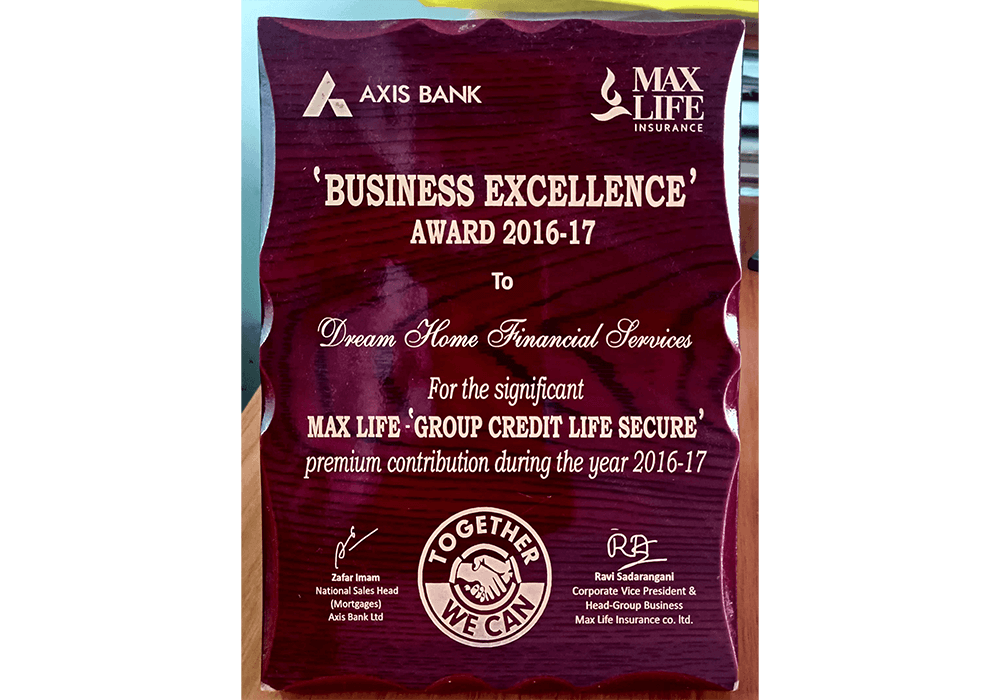 AXIS BANK
MAX
LIFE
INSURANCE
'BUSINESS EXCELLENCE'
AWARD 2016-17
To
Dream Home Financial Services
For the significant
MAX LIFE - 'GROUP CREDIT LIFE SECURE'
premium contribution during the year 2016-17
Zafar Imam
National Sales Head
(Mortgages)
Axis Bank Ltd
TOGETHER
WE CAN
Ravi Sadarangani
Corporate Vice President &
Head-Group Business
Max Life Insurance co. ltd.